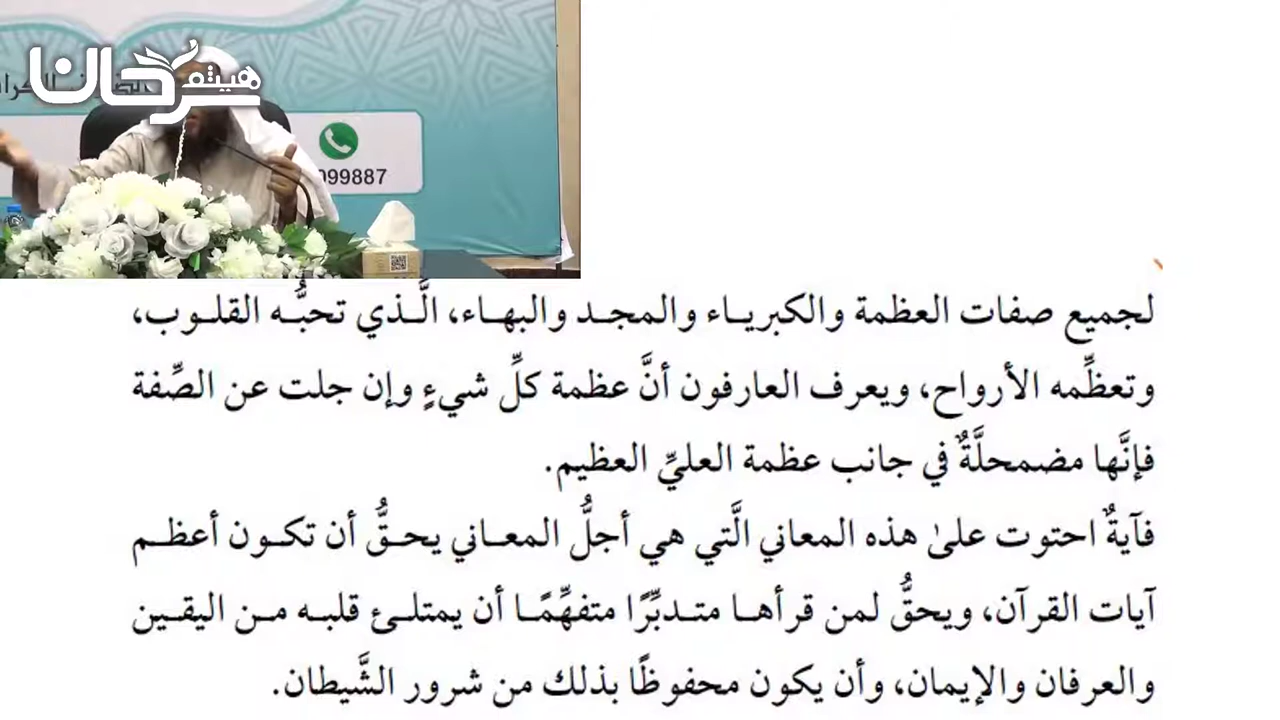 هيتفرحانا
099887
لجميع صفات العظمة والكبرياء والمجد والبهاء، الَّذي تحبُّه القلوب،
وتعظِّمه الأرواح، ويعرف العارفون أنَّ عظمة كلِّ شيءٍ وإن جلت عن الصِّفة
فإنَّها مضمحلَّةٌ في جانب عظمة العليِّ العظيم.
فآيةٌ احتوت علىٰ هذه المعاني الَّتي هي أجلُّ المعاني يحقُّ أن تكون أعظم
آيات القرآن، ويحقُّ لمن قرأها متدبِّرًا متفهِّمًا أن يمتلئ قلبه من اليقين
والعرفان والإيمان، وأن يكون محفوظًا بذلك من شرور الشَّيطان.